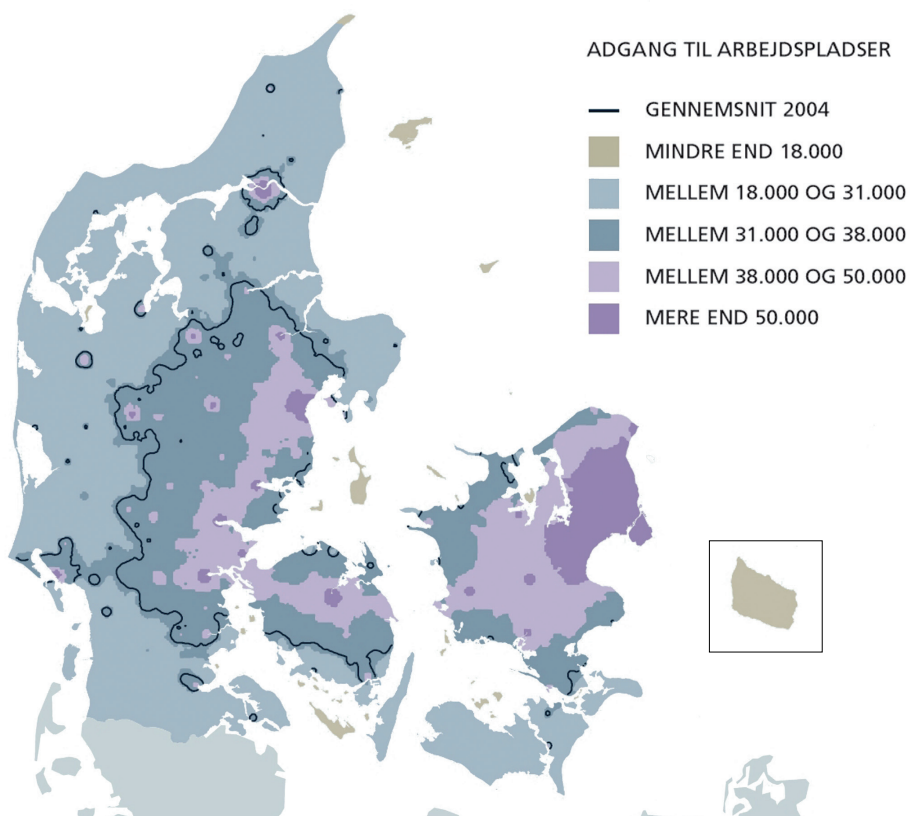 ADGANG TIL ARBEJDSPLADSER
GENNEMSNIT 2004
MINDRE END 18.000
MELLEM 18.000 OG 31.000
MELLEM 31.000 OG 38.000
MELLEM 38.000 OG 50.000
MERE END 50.000